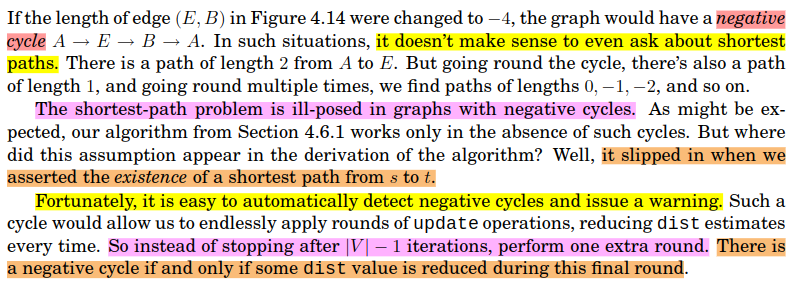 If the length of edge (E, B) in Figure 4.14 were changed to −4, the graph would have a negative
cycle A → E → B → A. In such situations, it doesn't make sense to even ask about shortest
paths. There is a path of length 2 from A to E. But going round the cycle, there's also a path
of length 1, and going round multiple times, we find paths of lengths 0, −1, −2, and so on.
The shortest-path problem is ill-posed in graphs with negative cycles. As might be ex-
pected, our algorithm from Section 4.6.1 works only in the absence of such cycles. But where
did this assumption appear in the derivation of the algorithm? Well, it slipped in when we
asserted the existence of a shortest path from s to t.
Fortunately, it is easy to automatically detect negative cycles and issue a warning. Such a
cycle would allow us to endlessly apply rounds of update operations, reducing dist estimates
every time. So instead of stopping after |V| − 1 iterations, perform one extra round. There is
a negative cycle if and only if some dist value is reduced during this final round.